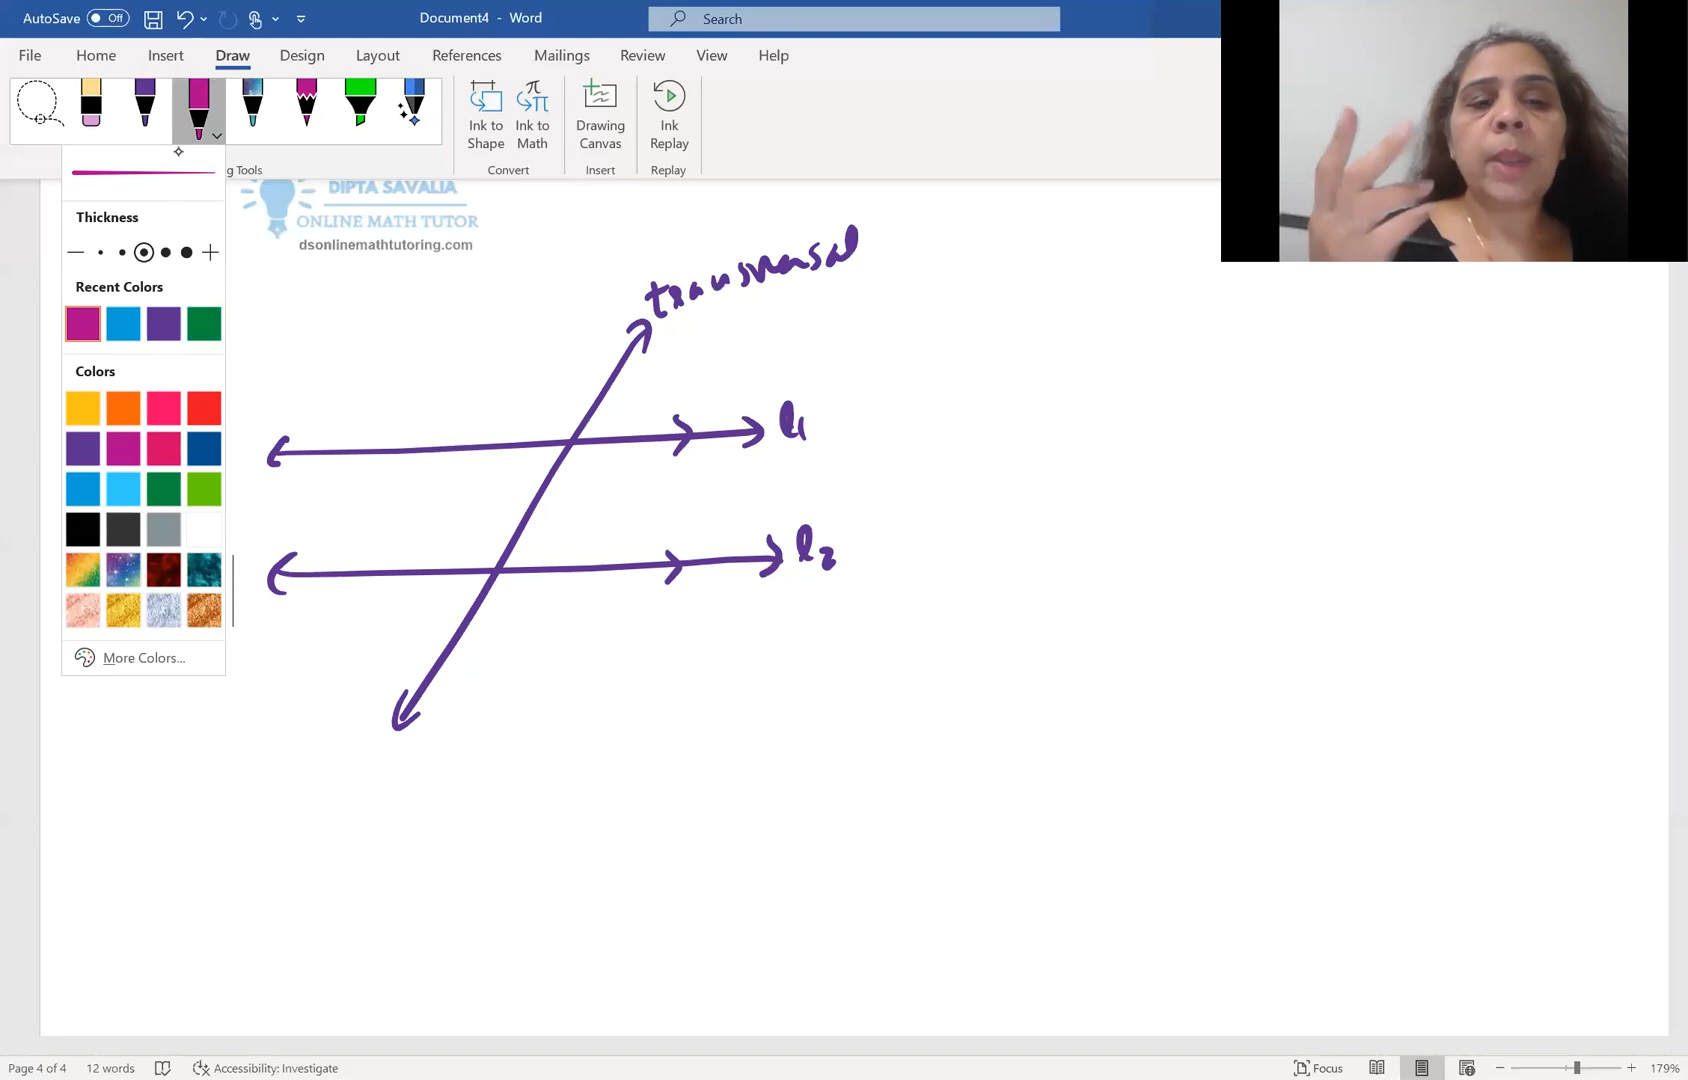 AutoSave Off
Document4 - Word
Search
File Home Insert Draw Design Layout References Mailings Review View Help
Ink to Shape
Ink to Math
Drawing Canvas
Ink Replay
g Tools
Convert
Insert
Replay
Thickness
Recent Colors
Colors
More Colors...
DIPTA SAVALIA
ONLINE MATH TUTOR
dsonlinemathtutoring.com
transversal
l1
l2
Page 4 of 4
12 words
Accessibility: Investigate
Focus
179%